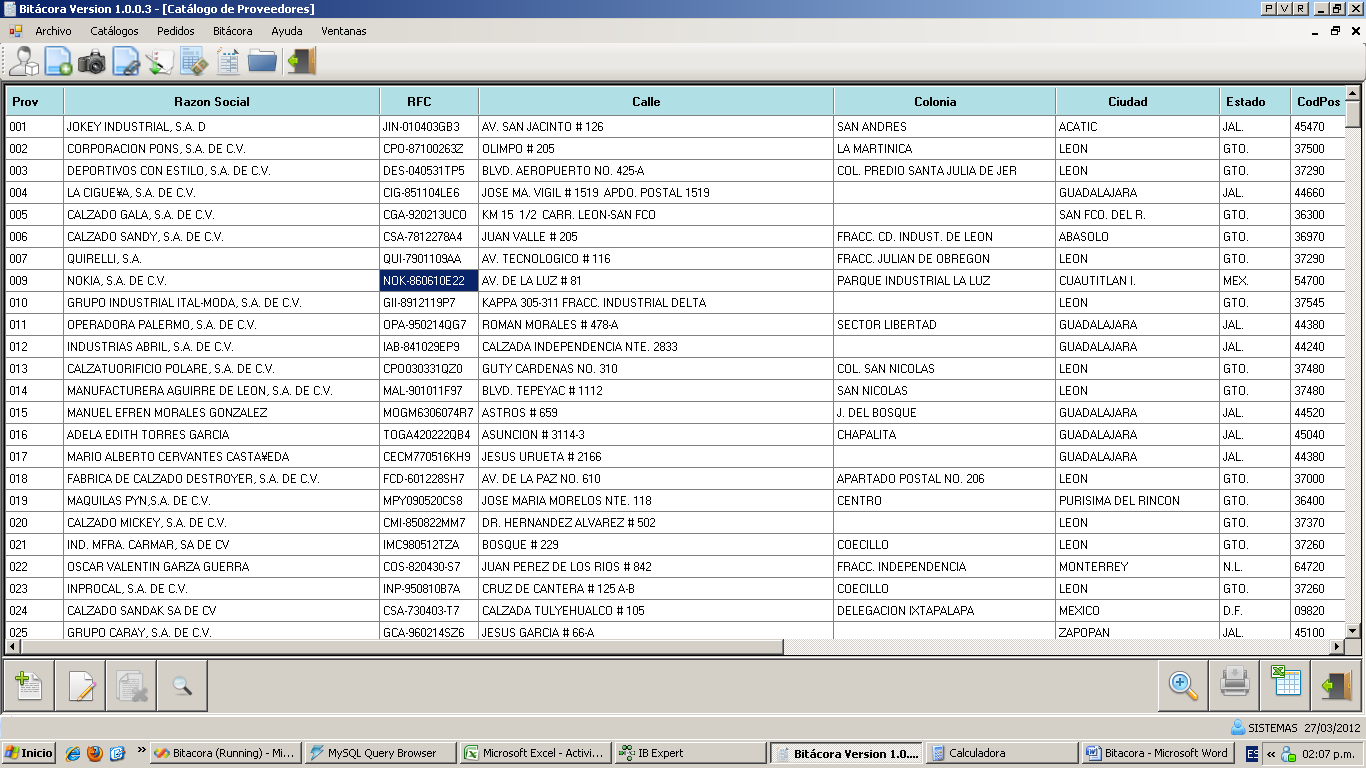 Bitácora Version 1.0.0.3 - [Catálogo de Proveedores] P V R
Archivo Catálogos Pedidos Bitácora Ayuda Ventanas
Prov Razon Social RFC Calle Colonia Ciudad Estado CodPos
001 JOKEY INDUSTRIAL, S.A. D JIN-010403GB3 AV. SAN JACINTO # 126 SAN ANDRES ACATIC JAL. 45470
002 CORPORACION PONS, S.A. DE C.V. CPO-87100263Z OLIMPO # 205 LA MARTINICA LEON GTO. 37500
003 DEPORTIVOS CON ESTILO, S.A. DE C.V. DES-040531TP5 BLVD. AEROPUERTO NO. 425-A COL. PREDIO SANTA JULIA DE JER LEON GTO. 37290
004 LA CIGUE¥A, S.A. DE C.V. CIG-851104LE6 JOSE MA. VIGIL # 1519 APDO. POSTAL 1519 GUADALAJARA JAL. 44660
005 CALZADO GALA, S.A. DE C.V. CGA-920213UC0 KM 15 1/2 CARR. LEON-SAN FCO SAN FCO. DEL R. GTO. 36300
006 CALZADO SANDY, S.A. DE C.V. CSA-7812278A4 JUAN VALLE # 205 FRACC. CD. INDUST. DE LEON ABASOLO GTO. 36970
007 QUIRELLI, S.A. QUI-7901109AA AV. TECNOLOGICO # 116 FRACC. JULIAN DE OBREGON LEON GTO. 37290
009 NOKIA, S.A. DE C.V. NOK-860610E22 AV. DE LA LUZ # 81 PARQUE INDUSTRIAL LA LUZ CUAUTITLAN I. MEX. 54700
010 GRUPO INDUSTRIAL ITAL-MODA, S.A. DE C.V. GII-8912119P7 KAPPA 305-311 FRACC. INDUSTRIAL DELTA LEON GTO. 37545
011 OPERADORA PALERMO, S.A. DE C.V. OPA-950214QG7 ROMAN MORALES # 478-A SECTOR LIBERTAD GUADALAJARA JAL. 44380
012 INDUSTRIAS ABRIL, S.A. DE C.V. IAB-841029EP9 CALZADA INDEPENDENCIA NTE. 2833 GUADALAJARA JAL. 44240
013 CALZATUORIFICIO POLARE, S.A. DE C.V. CPO030331QZ0 GUTY CARDENAS NO. 310 COL. SAN NICOLAS LEON GTO. 37480
014 MANUFACTURERA AGUIRRE DE LEON, S.A. DE C.V. MAL-901011F97 BLVD. TEPEYAC # 1112 SAN NICOLAS LEON GTO. 37480
015 MANUEL EFREN MORALES GONZALEZ MOGM6306074R7 ASTROS # 659 J. DEL BOSQUE GUADALAJARA JAL. 44520
016 ADELA EDITH TORRES GARCIA TOGA420222QB4 ASUNCION # 3114-3 CHAPALITA GUADALAJARA JAL. 45040
017 MARIO ALBERTO CERVANTES CASTA¥EDA CECM770516KH9 JESUS URUETA # 2166 GUADALAJARA JAL. 44380
018 FABRICA DE CALZADO DESTROYER, S.A. DE C.V. FCD-601228SH7 AV. DE LA PAZ NO. 610 APARTADO POSTAL NO. 206 LEON GTO. 37000
019 MAQUILAS PYN,S.A. DE C.V. MPY090520CS8 JOSE MARIA MORELOS NTE. 118 CENTRO PURISIMA DEL RINCON GTO. 36400
020 CALZADO MICKEY, S.A. DE C.V. CMI-850822MM7 DR. HERNANDEZ ALVAREZ # 502 LEON GTO. 37370
021 IND. MFRA. CARMAR, SA DE CV IMC980512TZA BOSQUE # 229 COECILLO LEON GTO. 37260
022 OSCAR VALENTIN GARZA GUERRA COS-820430-S7 JUAN PEREZ DE LOS RIOS # 842 FRACC. INDEPENDENCIA MONTERREY N.L. 64720
023 INPROCAL, S.A. DE C.V. INP-950810B7A CRUZ DE CANTERA # 125 A-B COECILLO LEON GTO. 37260
024 CALZADO SANDAK SA DE CV CSA-730403-T7 CALZADA TULYEHUALCO # 105 DELEGACION IXTAPALAPA MEXICO D.F. 09820
025 GRUPO CARAY, S.A. DE C.V. GCA-960214SZ6 JESUS GARCIA # 66-A ZAPOPAN JAL. 45100
SISTEMAS 27/03/2012
Inicio » Bitacora (Running) - Mi... MySQL Query Browser Microsoft Excel - Activi... IB Expert Bitácora Version 1.0.... Calculadora Bitacora - Microsoft Word ES « 02:07 p.m.